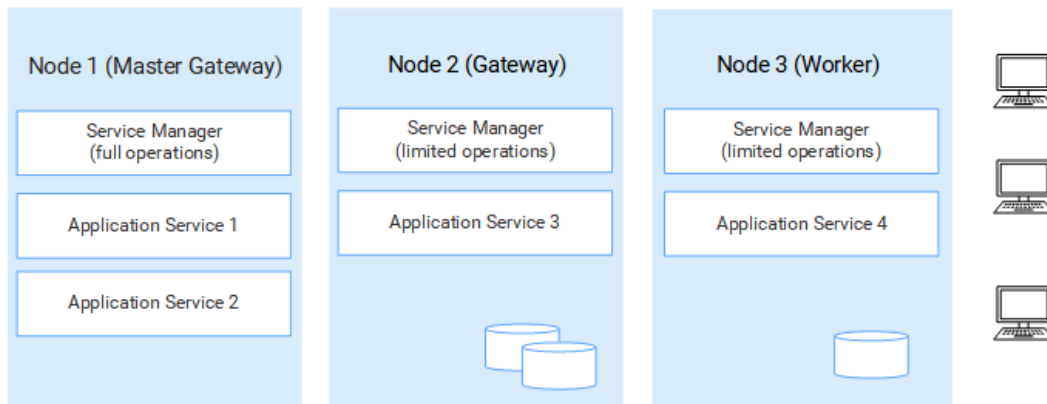 Node 1 (Master Gateway)
Service Manager
(full operations)
Application Service 1
Application Service 2
Node 2 (Gateway)
Service Manager
(limited operations)
Application Service 3
Node 3 (Worker)
Service Manager
(limited operations)
Application Service 4